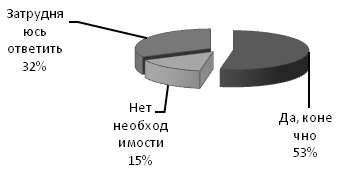 Затрудня
юсь
ответить
32%
Нет
необход
имости
15%
Да, коне
чно
53%